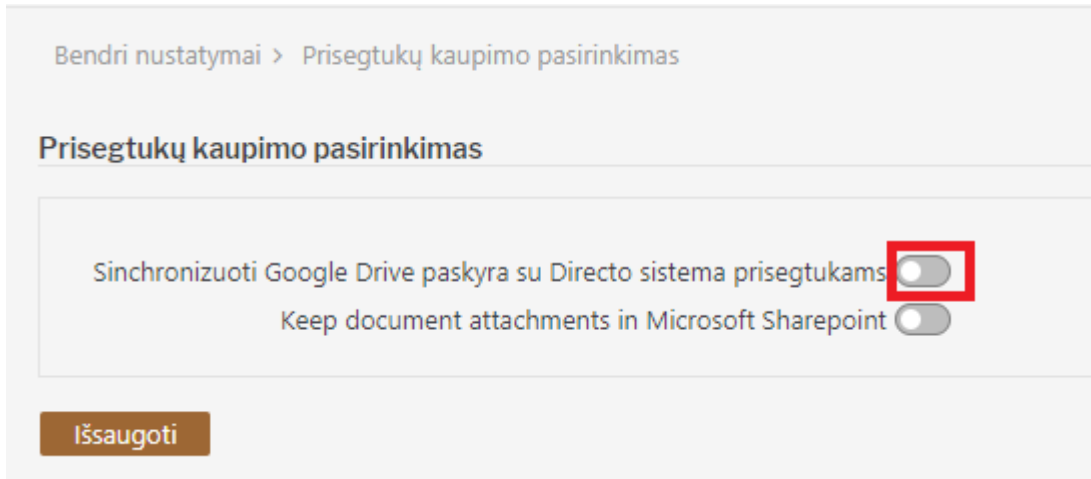 Bendri nustatymai > Prisegtukų kaupimo pasirinkimas
Prisegtukų kaupimo pasirinkimas
Sinchronizuoti Google Drive paskyra su Directo sistema prisegtukams
Keep document attachments in Microsoft Sharepoint
Išsaugoti